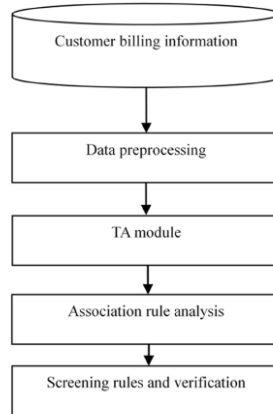 Customer billing information
Data preprocessing
TA module
Association rule analysis
Screening rules and verification